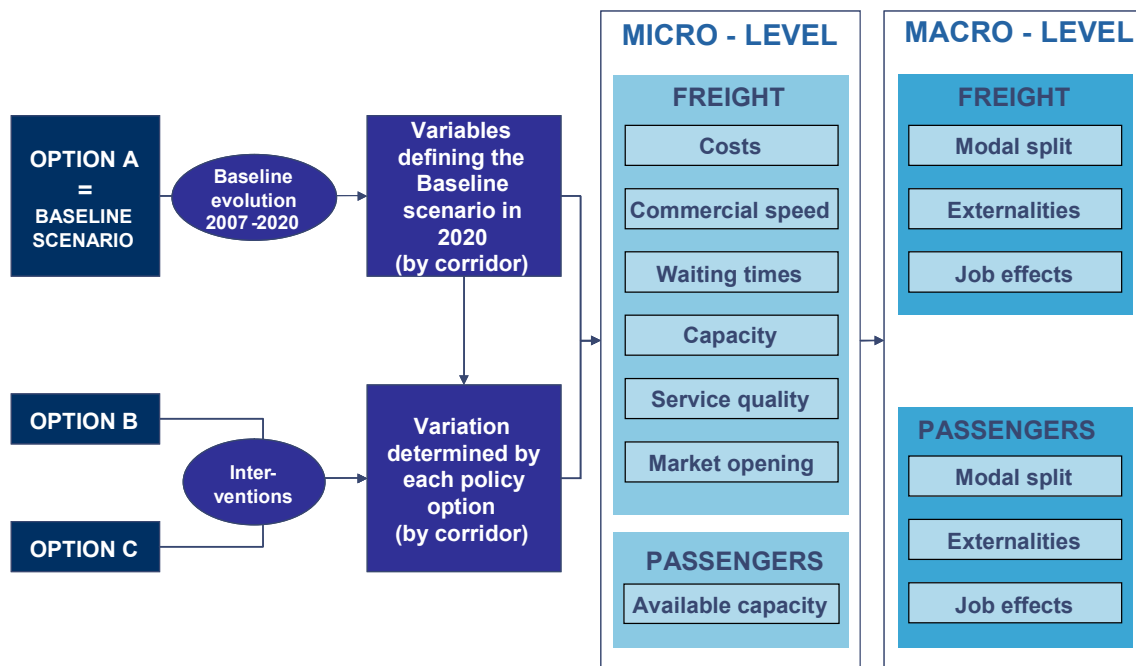 OPTION A
=
BASELINE
SCENARIO
Baseline
evolution
2007 -2020
Variables
defining the
Baseline
scenario in
2020
(by corridor)
OPTION B
OPTION C
Inter-
ventions
Variation
determined by
each policy
option
(by corridor)
MICRO - LEVEL
FREIGHT
Costs
Commercial speed
Waiting times
Capacity
Service quality
Market opening
PASSENGERS
Available capacity
MACRO - LEVEL
FREIGHT
Modal split
Externalities
Job effects
PASSENGERS
Modal split
Externalities
Job effects